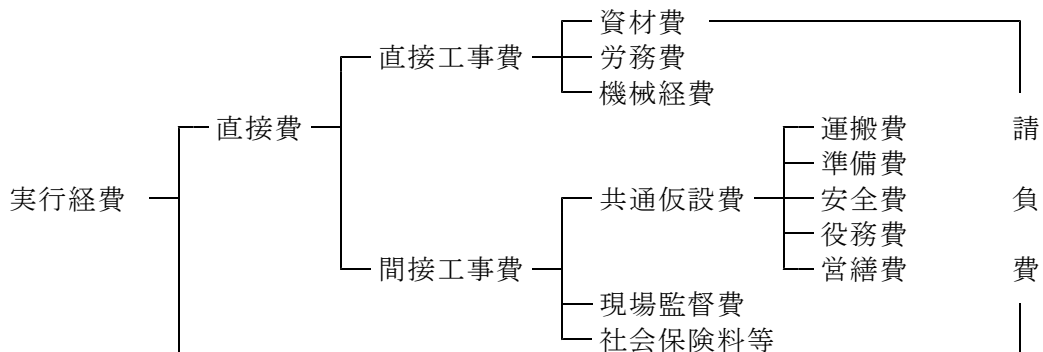 資材費
直接工事費
労務費
機械経費
直接費
運搬費
請
準備費
実行経費
共通仮設費
安全費
負
役務費
間接工事費
営繕費
費
現場監督費
社会保険料等